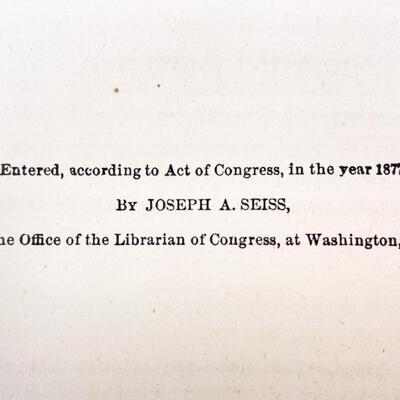 Entered, according to Act of Congress, in the year 187
By JOSEPH A. SEISS,
he Office of the Librarian of Congress, at Washington,